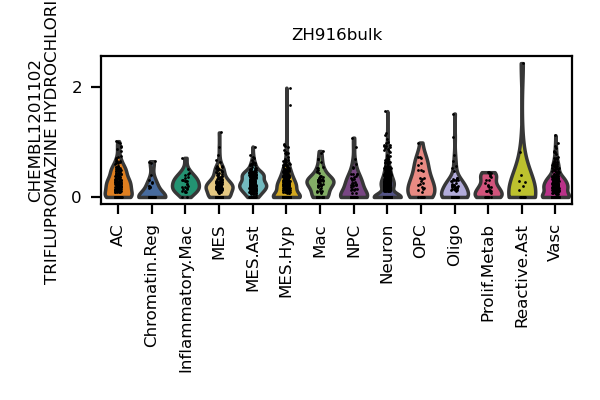 ZH916bulk
CHEMBL1201102
TRIFLUPROMAZINE HYDROCHLORI
2
0
AC
Chromatin.Reg
Inflammatory.Mac
MES
MES.Ast
MES.Hyp
Mac
NPC
Neuron
OPC
Oligo
Prolif.Metab
Reactive.Ast
Vasc